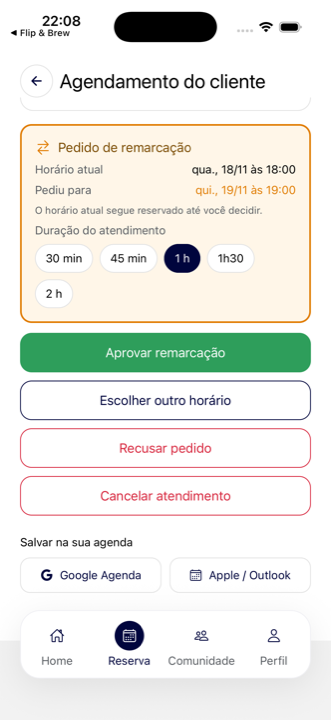 22:08
◀ Flip & Brew
Agendamento do cliente
Pedido de remarcação
Horário atual qua., 18/11 às 18:00
Pediu para qui., 19/11 às 19:00
O horário atual segue reservado até você decidir.
Duração do atendimento
30 min 45 min 1 h 1h30
2 h
Aprovar remarcação
Escolher outro horário
Recusar pedido
Cancelar atendimento
Salvar na sua agenda
Google Agenda Apple / Outlook
Home Reserva Comunidade Perfil